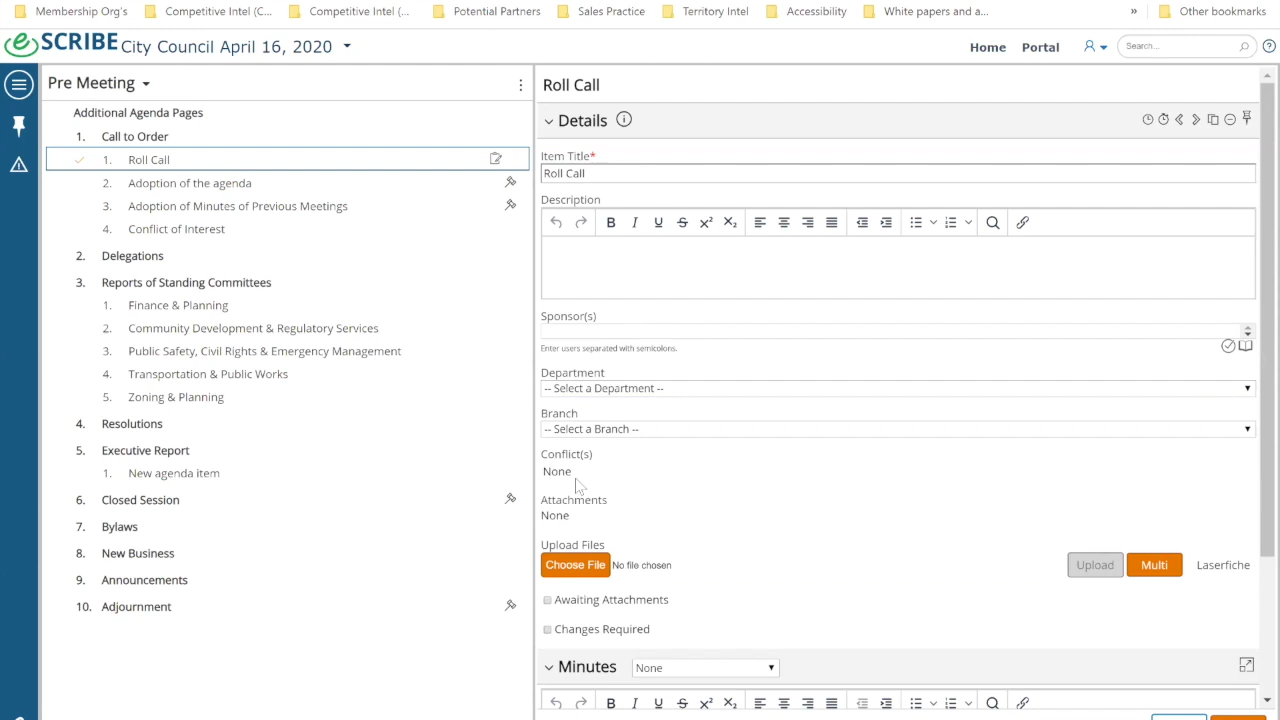 Membership Org's
Competitive Intel (C...
Competitive Intel (...
Potential Partners
Sales Practice
Territory Intel
Accessibility
White papers and a...
»
Other bookmarks
eSCRIBE City Council April 16, 2020
Home
Portal
Search...
Pre Meeting
Additional Agenda Pages
1. Call to Order
1. Roll Call
2. Adoption of the agenda
3. Adoption of Minutes of Previous Meetings
4. Conflict of Interest
2. Delegations
3. Reports of Standing Committees
1. Finance & Planning
2. Community Development & Regulatory Services
3. Public Safety, Civil Rights & Emergency Management
4. Transportation & Public Works
5. Zoning & Planning
4. Resolutions
5. Executive Report
1. New agenda item
6. Closed Session
7. Bylaws
8. New Business
9. Announcements
10. Adjournment
Roll Call
Details
Item Title*
Roll Call
Description
B I U S X² X₂
Sponsor(s)
Enter users separated with semicolons.
Department
-- Select a Department --
Branch
-- Select a Branch --
Conflict(s)
None
Attachments
None
Upload Files
Choose File No file chosen
Upload
Multi
Laserfiche
Awaiting Attachments
Changes Required
Minutes
None
B I U S X² X₂